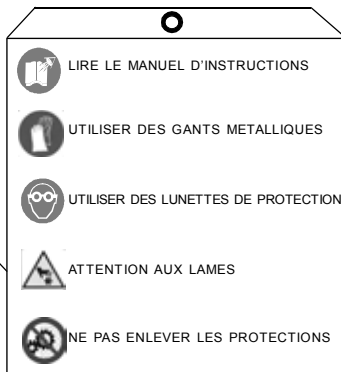 LIRE LE MANUEL D'INSTRUCTIONS
UTILISER DES GANTS METALLIQUES
UTILISER DES LUNETTES DE PROTECTION
ATTENTION AUX LAMES
NE PAS ENLEVER LES PROTECTIONS